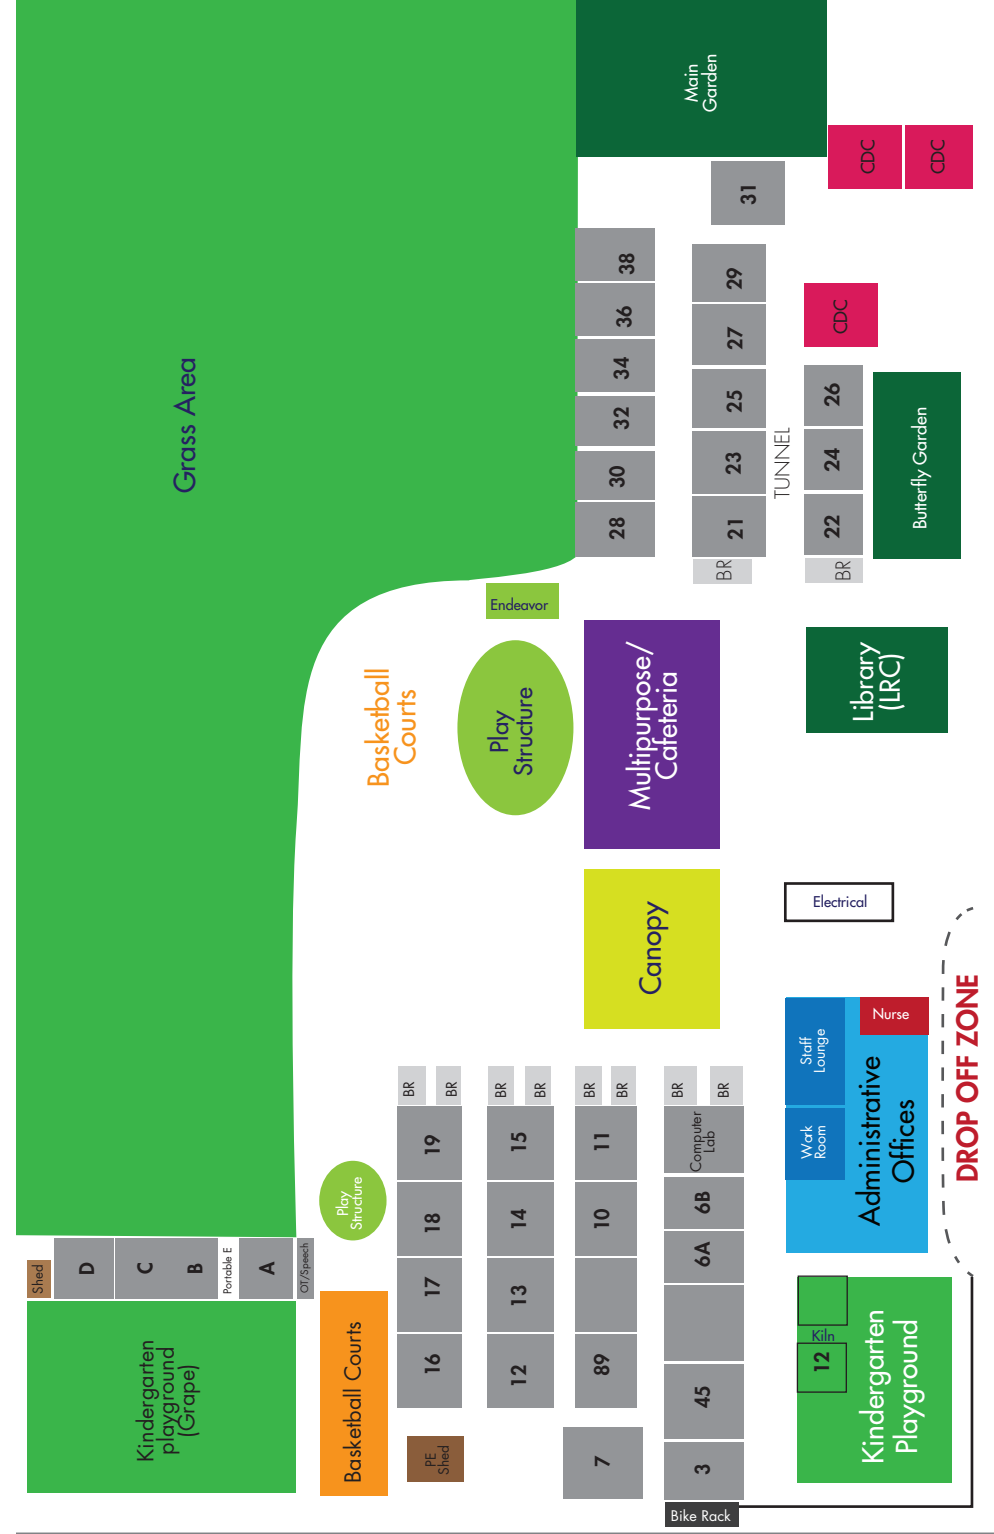 Main
Garden
CDC
CDC
31
38
29
36
27
CDC
34
25
26
32
23
TUNNEL
24
Butterfly Garden
30
28
21
22
BR
BR
Grass Area
Endeavor
Basketball
Courts
Play
Structure
Multipurpose/
Cafeteria
Library
(LRC)
Canopy
Electrical
Nurse
Staff
Lounge
Work
Room
Administrative
Offices
DROP OFF ZONE
BR
BR
BR
BR
BR
BR
BR
BR
19
15
11
Computer
Lab
Play
Structure
18
14
10
6B
6A
17
13
16
12
89
45
7
3
Shed
D
C
B
Portable E
A
OT/Speech
Kindergarten
playground
(Grape)
Basketball Courts
PE
Shed
Kiln
12
Kindergarten
Playground
Bike Rack